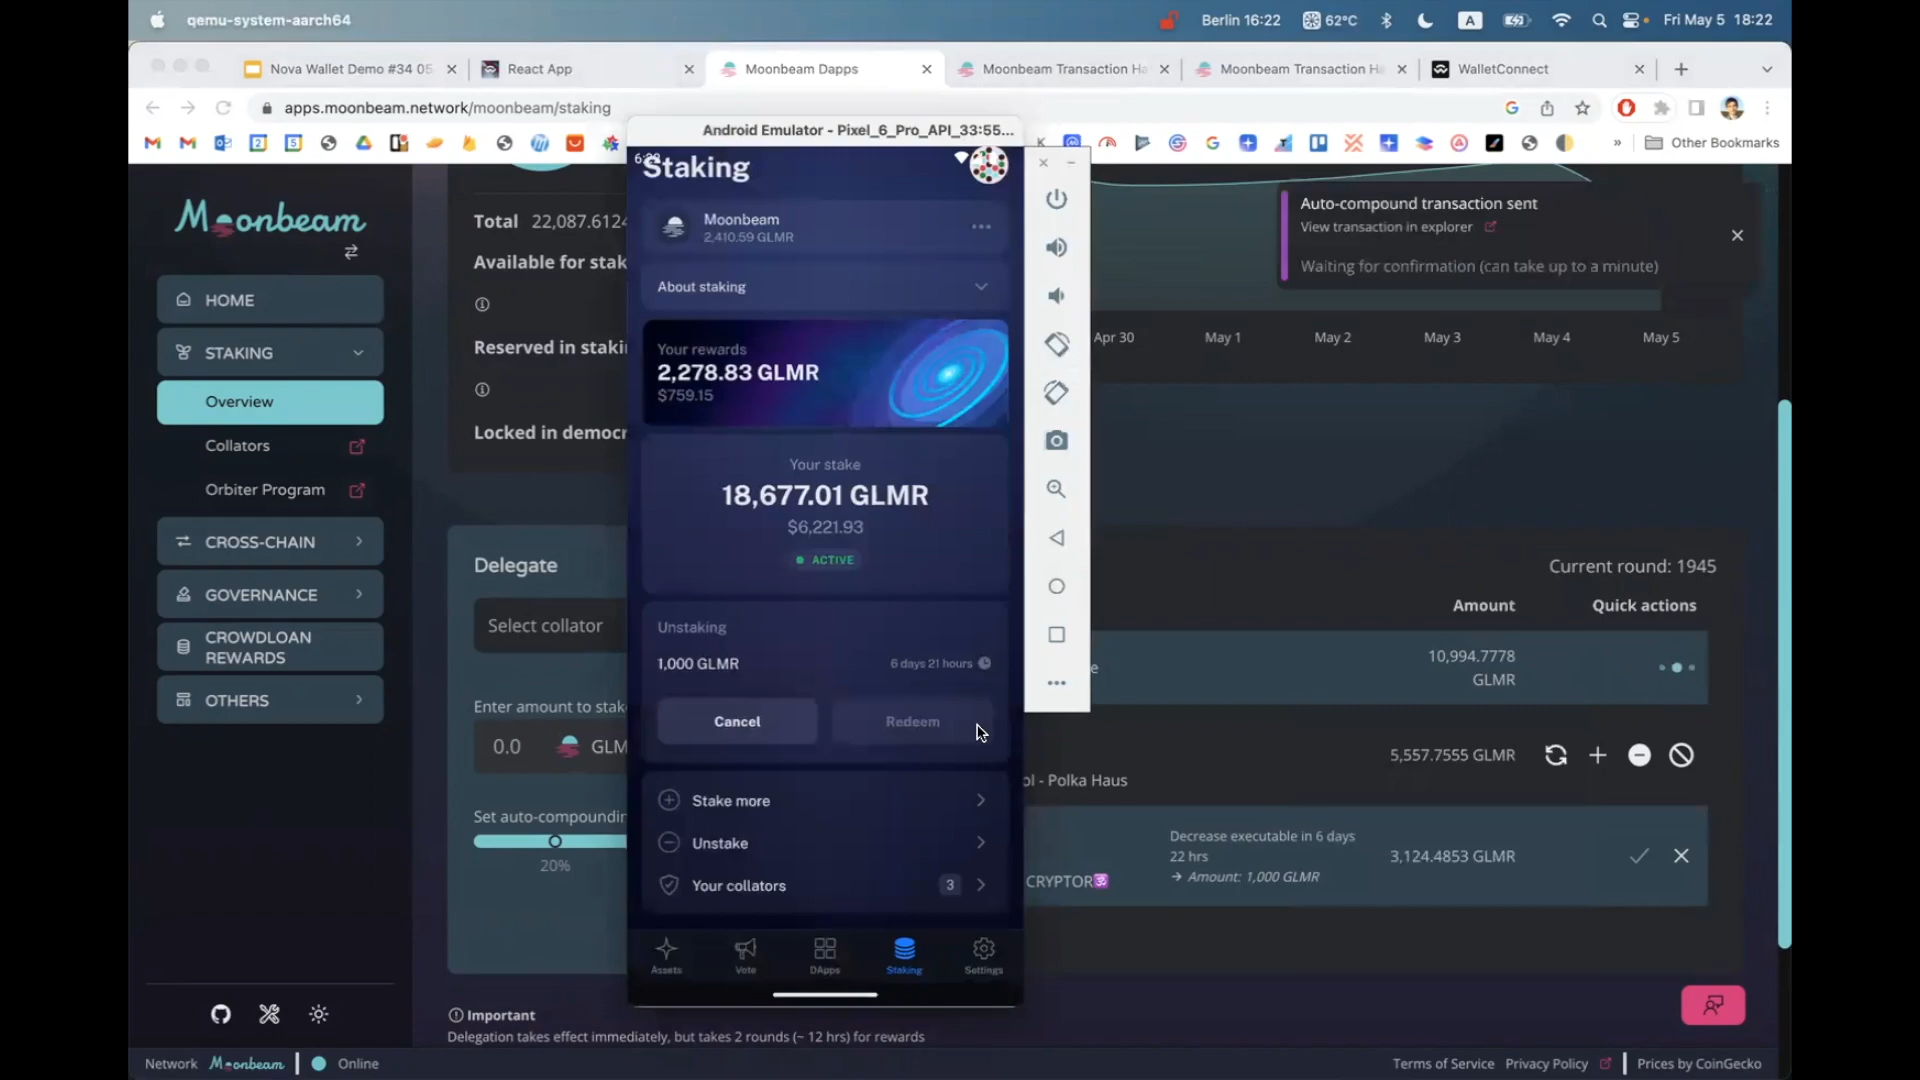 qemu-system-aarch64
Berlin 16:22
62°C
A
Fri May 5 18:22
Nova Wallet Demo #34 05
React App
Moonbeam Dapps
Moonbeam Transaction Ha
Moonbeam Transaction Ha
WalletConnect
apps.moonbeam.network/moonbeam/staking
Other Bookmarks
Android Emulator - Pixel_6_Pro_API_33:55...
Moonbeam
HOME
STAKING
Overview
Collators
Orbiter Program
CROSS-CHAIN
GOVERNANCE
CROWDLOAN
REWARDS
OTHERS
Total 22,087.6124
Available for stak
Reserved in staki
Locked in democr
Delegate
Select collator
Enter amount to stak
0.0 GLM
Set auto-compoundin
20%
Important
Delegation takes effect immediately, but takes 2 rounds (~ 12 hrs) for rewards
Staking
Moonbeam
2,410.59 GLMR
About staking
Your rewards
2,278.83 GLMR
$759.15
Your stake
18,677.01 GLMR
$6,221.93
ACTIVE
Unstaking
1,000 GLMR
6 days 21 hours
Cancel
Redeem
Stake more
Unstake
Your collators
3
Assets
Vote
DApps
Staking
Settings
Auto-compound transaction sent
View transaction in explorer
Waiting for confirmation (can take up to a minute)
Apr 30
May 1
May 2
May 3
May 4
May 5
Current round: 1945
Amount
Quick actions
e
10,994.7778
GLMR
5,557.7555 GLMR
ol - Polka Haus
Decrease executable in 6 days
22 hrs
→ Amount: 1,000 GLMR
3,124.4853 GLMR
CRYPTOR🕉
Network Moonbeam
Online
Terms of Service
Privacy Policy
Prices by CoinGecko